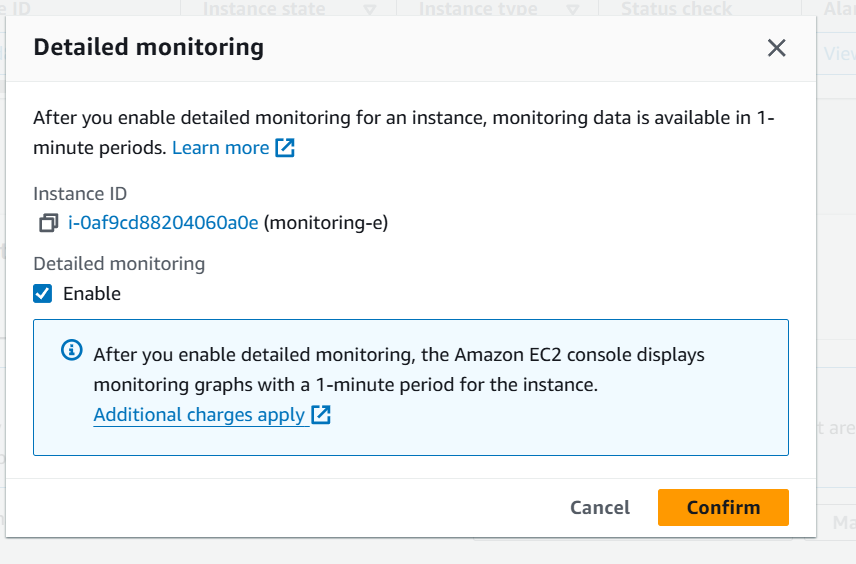 e ID Instance state Instance type Status check Alar
Detailed monitoring
View
After you enable detailed monitoring for an instance, monitoring data is available in 1-
minute periods. Learn more
Instance ID
i-0af9cd88204060a0e (monitoring-e)
Detailed monitoring
Enable
After you enable detailed monitoring, the Amazon EC2 console displays
monitoring graphs with a 1-minute period for the instance.
Additional charges apply
t are
Cancel Confirm
Ma